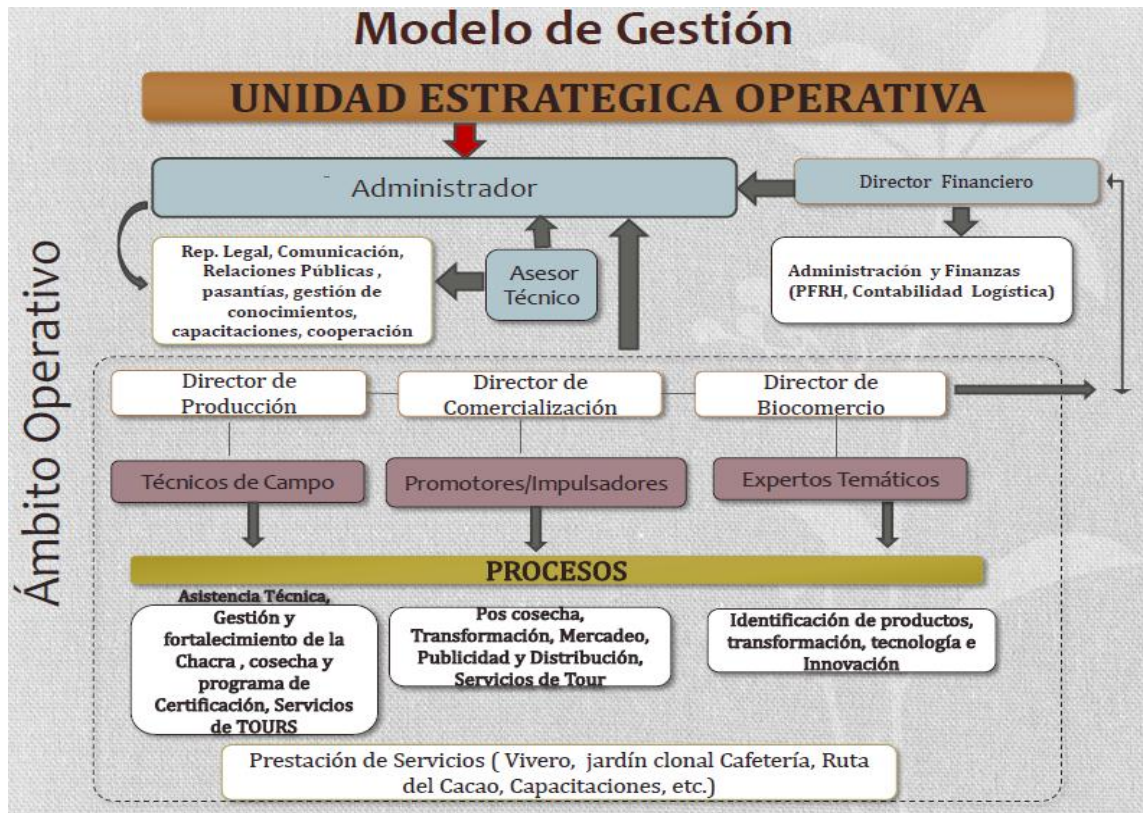 Modelo de Gestión
UNIDAD ESTRATEGICA OPERATIVA
Administrador
Director Financiero
Rep. Legal, Comunicación,
Relaciones Públicas ,
pasantías, gestión de
conocimientos,
capacitaciones, cooperación
Asesor
Técnico
Administración y Finanzas
(PFRH, Contabilidad Logística)
Ámbito Operativo
Director de
Producción
Director de
Comercialización
Director de
Biocomercio
Técnicos de Campo
Promotores/Impulsadores
Expertos Temáticos
PROCESOS
Asistencia Técnica,
Gestión y
fortalecimiento de la
Chacra , cosecha y
programa de
Certificación, Servicios
de TOURS
Pos cosecha,
Transformación, Mercadeo,
Publicidad y Distribución,
Servicios de Tour
Identificación de productos,
transformación, tecnología e
Innovación
Prestación de Servicios ( Vivero, jardín clonal Cafetería, Ruta
del Cacao, Capacitaciones, etc.)